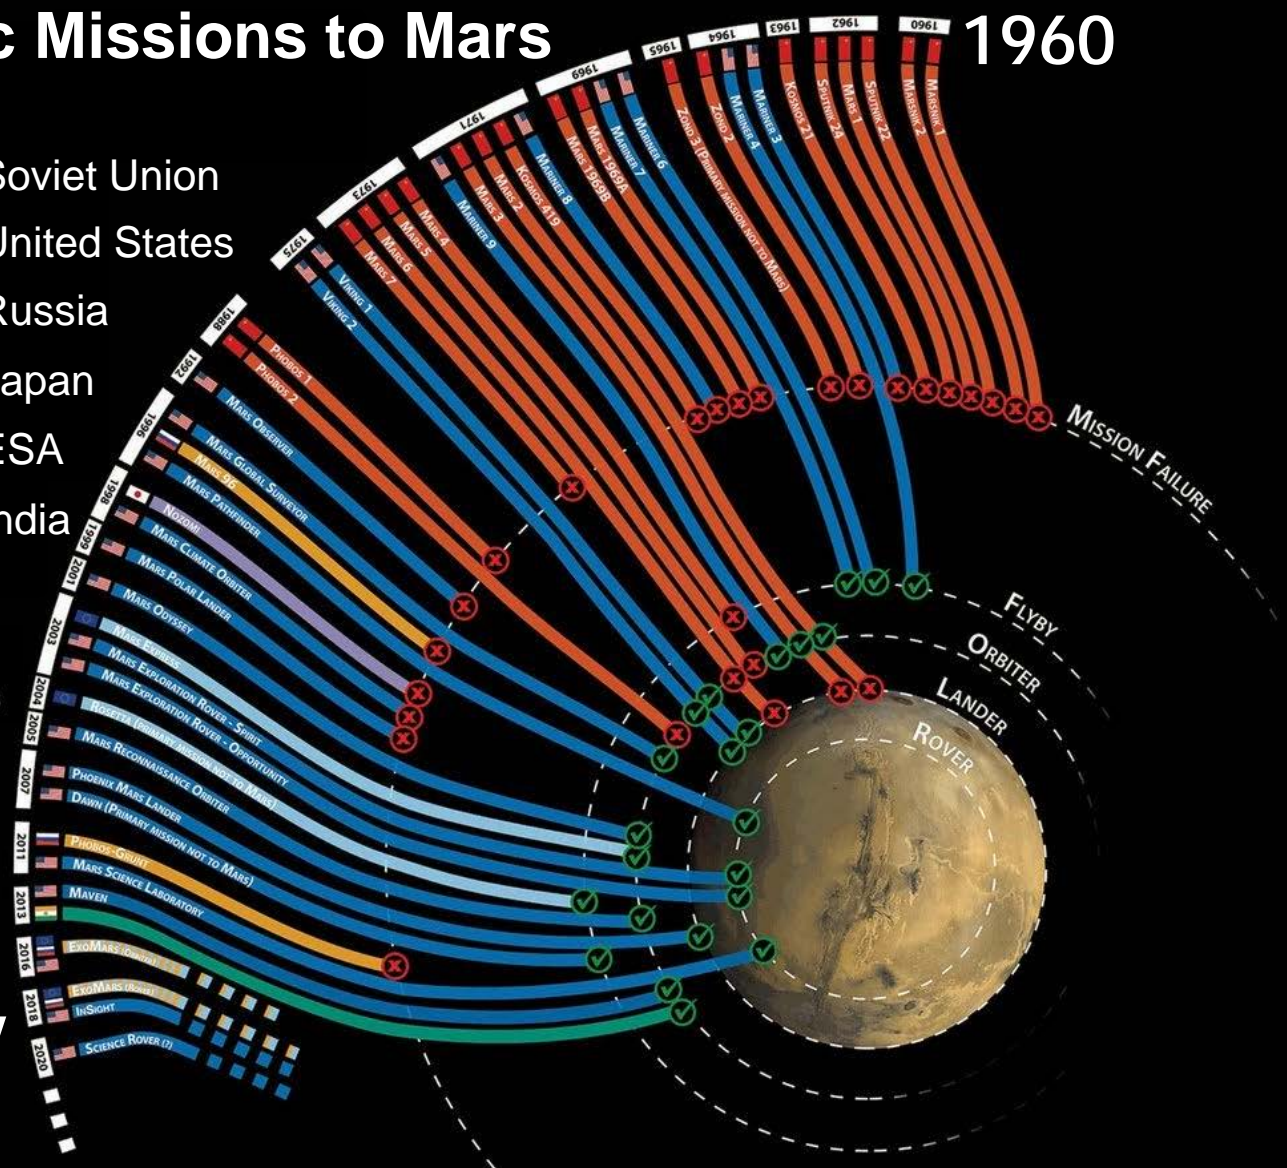 c Missions to Mars
1960
Soviet Union
United States
Russia
Japan
ESA
India
1960
Marsnik 1
Marsnik 2
1962
Sputnik 22
Mars 1
Sputnik 24
1963
Kosmos 21
1964
Mariner 3
Mariner 4
Zond 2
1965
Zond 3 (Primary mission not to Mars)
1969
Mariner 6
Mariner 7
Mars 1969A
Mars 1969B
1971
Mariner 8
Kosmos 419
Mars 2
Mars 3
Mariner 9
1973
Mars 4
Mars 5
Mars 6
Mars 7
1975
Viking 1
Viking 2
1988
Phobos 1
Phobos 2
1992
Mars Observer
1996
Mars Global Surveyor
Mars 96
Mars Pathfinder
1998
Nozomi
Mars Climate Orbiter
1999
Mars Polar Lander
2001
Mars Odyssey
2003
Mars Express
Mars Exploration Rover - Spirit
Mars Exploration Rover - Opportunity
2004
Rosetta (primary mission not to Mars)
2005
Mars Reconnaissance Orbiter
2007
Phoenix Mars Lander
Dawn (Primary mission not to Mars)
2011
Phobos-Grunt
Mars Science Laboratory
2013
Maven
2016
ExoMars (Orbiter)
2018
ExoMars (Rover)
InSight
2020
Science Rover (?)
Mission Failure
Flyby
Orbiter
Lander
Rover